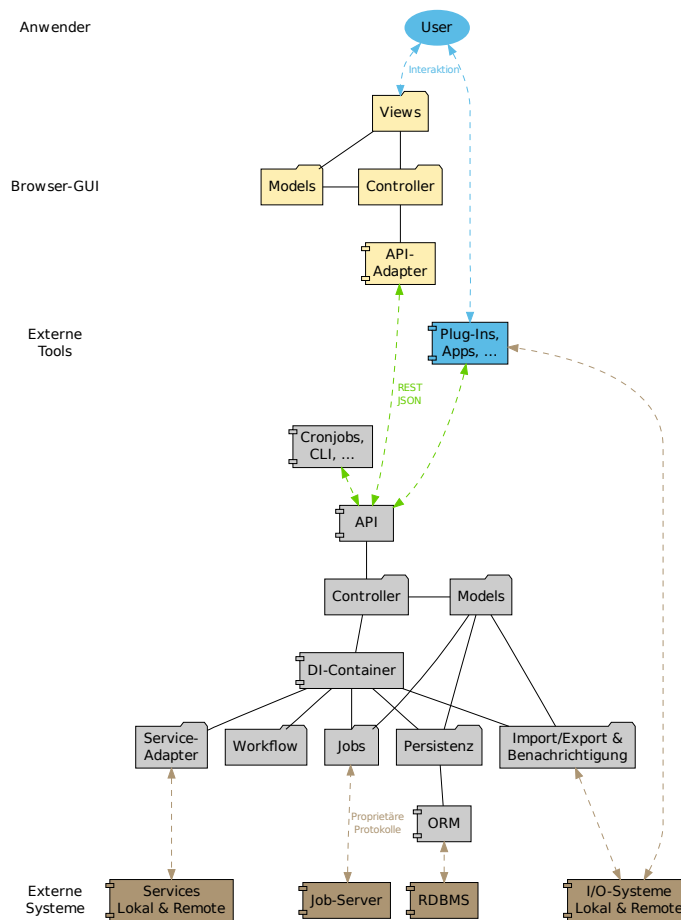 Anwender
User
Interaktion
Views
Browser-GUI
Models
Controller
API-
Adapter
Externe
Tools
Plug-Ins,
Apps, ...
REST
JSON
Cronjobs,
CLI, ...
API
Controller
Models
DI-Container
Service-
Adapter
Workflow
Jobs
Persistenz
Import/Export &
Benachrichtigung
Proprietäre
Protokolle
ORM
Externe
Systeme
Services
Lokal & Remote
Job-Server
RDBMS
I/O-Systeme
Lokal & Remote